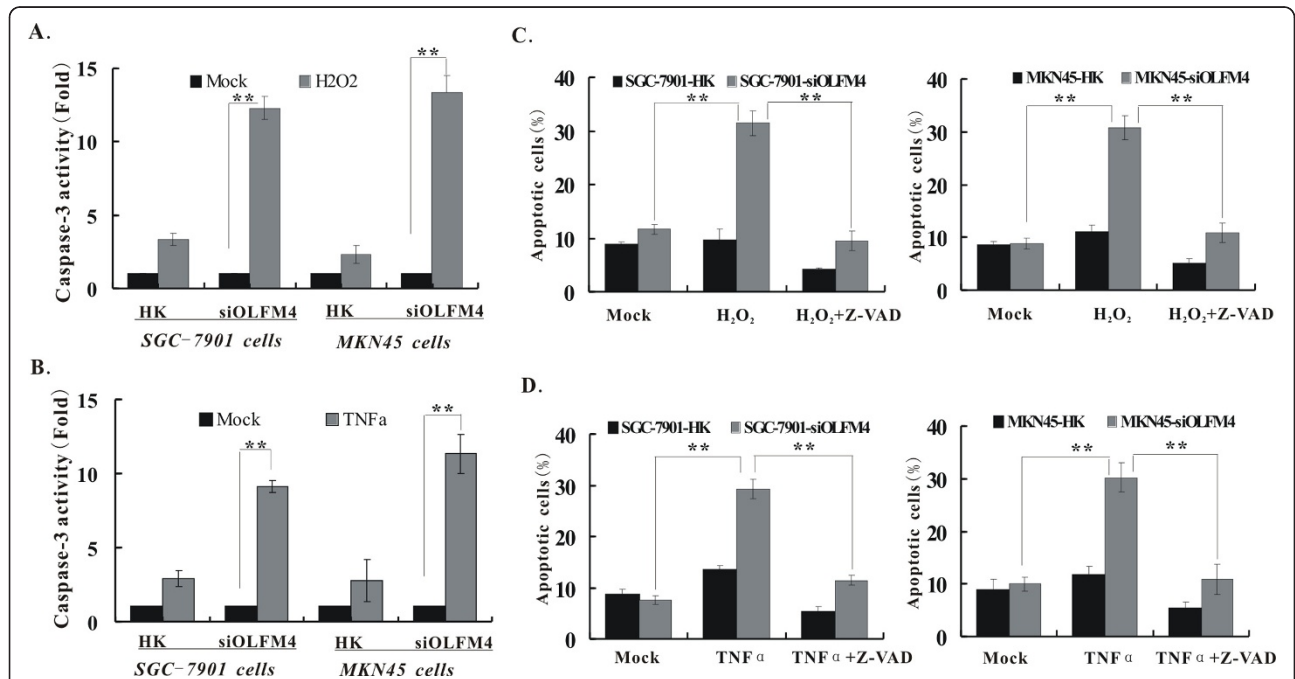 A.
Mock H2O2
**
**
Caspase-3 activity (Fold)
15
10
5
0
HK siOLFM4 HK siOLFM4
SGC-7901 cells MKN45 cells
B.
Mock TNFa
**
**
Caspase-3 activity (Fold)
15
10
5
0
HK siOLFM4 HK siOLFM4
SGC-7901 cells MKN45 cells
C.
SGC-7901-HK SGC-7901-siOLFM4
** **
Apoptotic cells(%)
40
30
20
10
0
Mock H₂O₂ H₂O₂+Z-VAD
MKN45-HK MKN45-siOLFM4
** **
Apoptotic cells(%)
40
30
20
10
0
Mock H₂O₂ H₂O₂+Z-VAD
D.
SGC-7901-HK SGC-7901-siOLFM4
** **
Apoptotic cells(%)
40
30
20
10
0
Mock TNFα TNFα+Z-VAD
MKN45-HK MKN45-siOLFM4
** **
Apoptotic cells(%)
40
30
20
10
0
Mock TNFα TNFα+Z-VAD